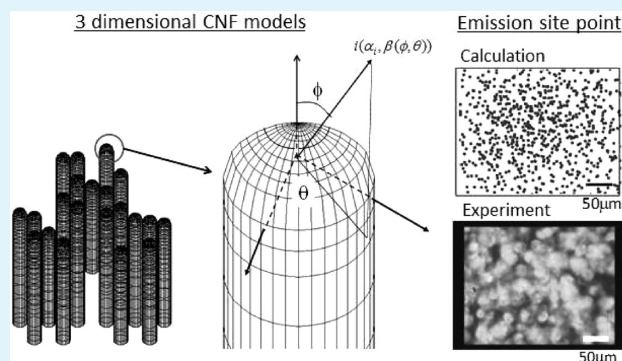 3 dimensional CNF models
Emission site point
i(αᵢ, β(ϕ, θ))
ϕ
θ
Calculation
50μm
Experiment
50μm